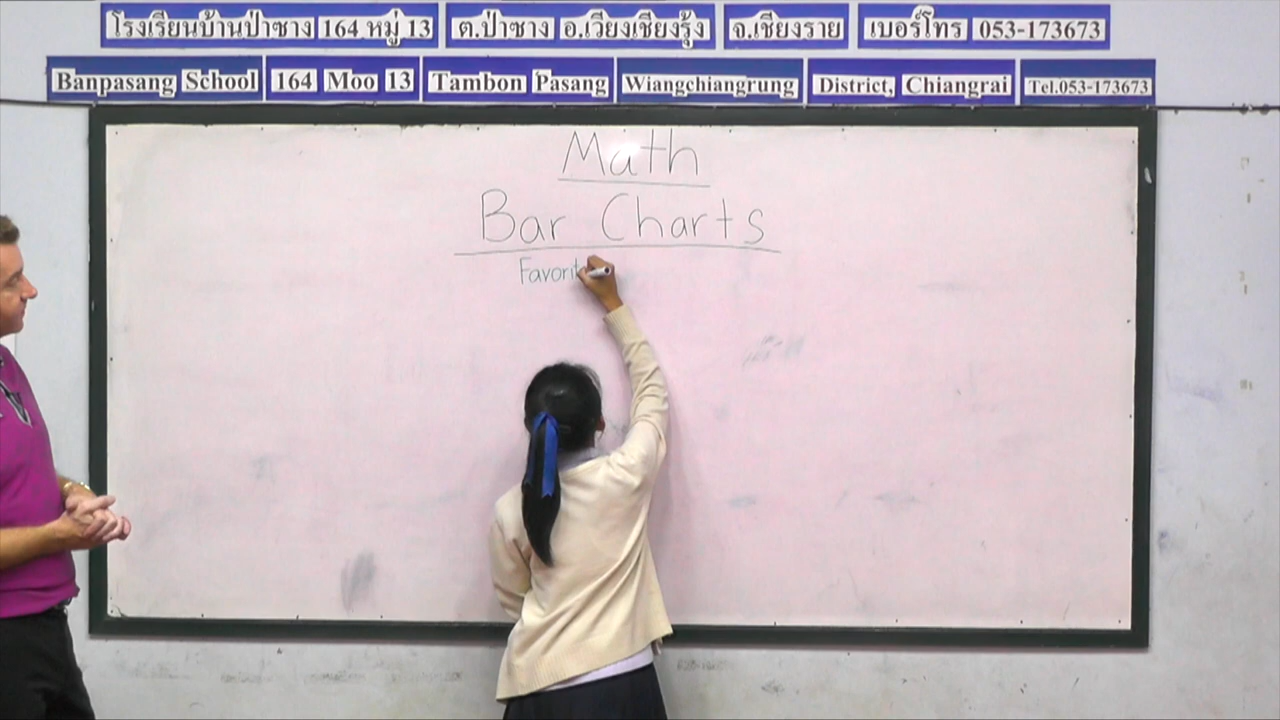 โรงเรียนบ้านป่าซาง 164 หมู่ 13 ต.ป่าซาง อ.เวียงเชียงรุ้ง จ.เชียงราย เบอร์โทร 053-173673
Banpasang School 164 Moo 13 Tambon Pasang Wiangchiangrung District, Chiangrai Tel.053-173673
Math
Bar Charts
Favorit